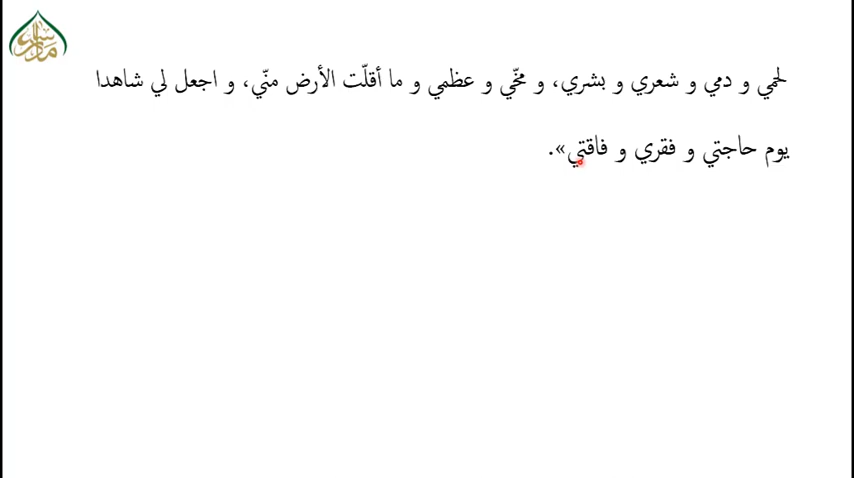 لحمي و دمي و شعري و بشري، و مخّي و عظمي و ما أقلّت الأرض منّي، و اجعل لي شاهدا
يوم حاجتي و فقري و فاقتي».